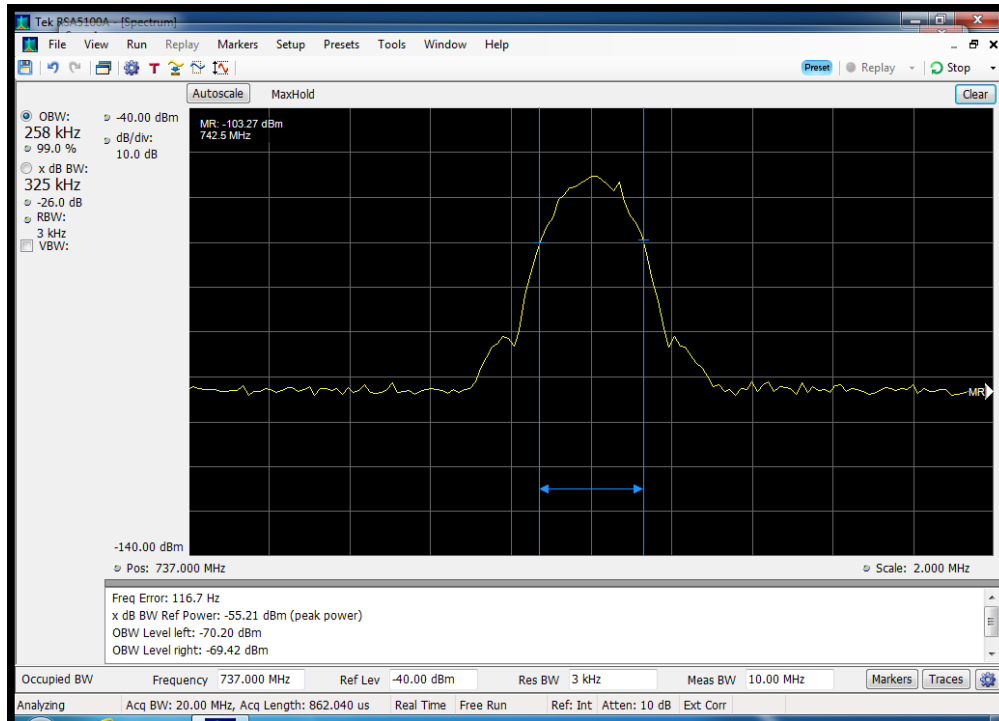 Tek RSA5100A - [Spectrum]
File View Run Replay Markers Setup Presets Tools Window Help
Preset Replay Stop
Autoscale MaxHold Clear
OBW:
258 kHz
99.0 %
x dB BW:
325 kHz
-26.0 dB
RBW:
3 kHz
VBW:
-40.00 dBm
dB/div:
10.0 dB
MR: -103.27 dBm
742.5 MHz
MR
-140.00 dBm
Pos: 737.000 MHz
Scale: 2.000 MHz
Freq Error: 116.7 Hz
x dB BW Ref Power: -55.21 dBm (peak power)
OBW Level left: -70.20 dBm
OBW Level right: -69.42 dBm
Occupied BW Frequency 737.000 MHz Ref Lev -40.00 dBm Res BW 3 kHz Meas BW 10.00 MHz Markers Traces
Analyzing Acq BW: 20.00 MHz, Acq Length: 862.040 us Real Time Free Run Ref: Int Atten: 10 dB Ext Corr